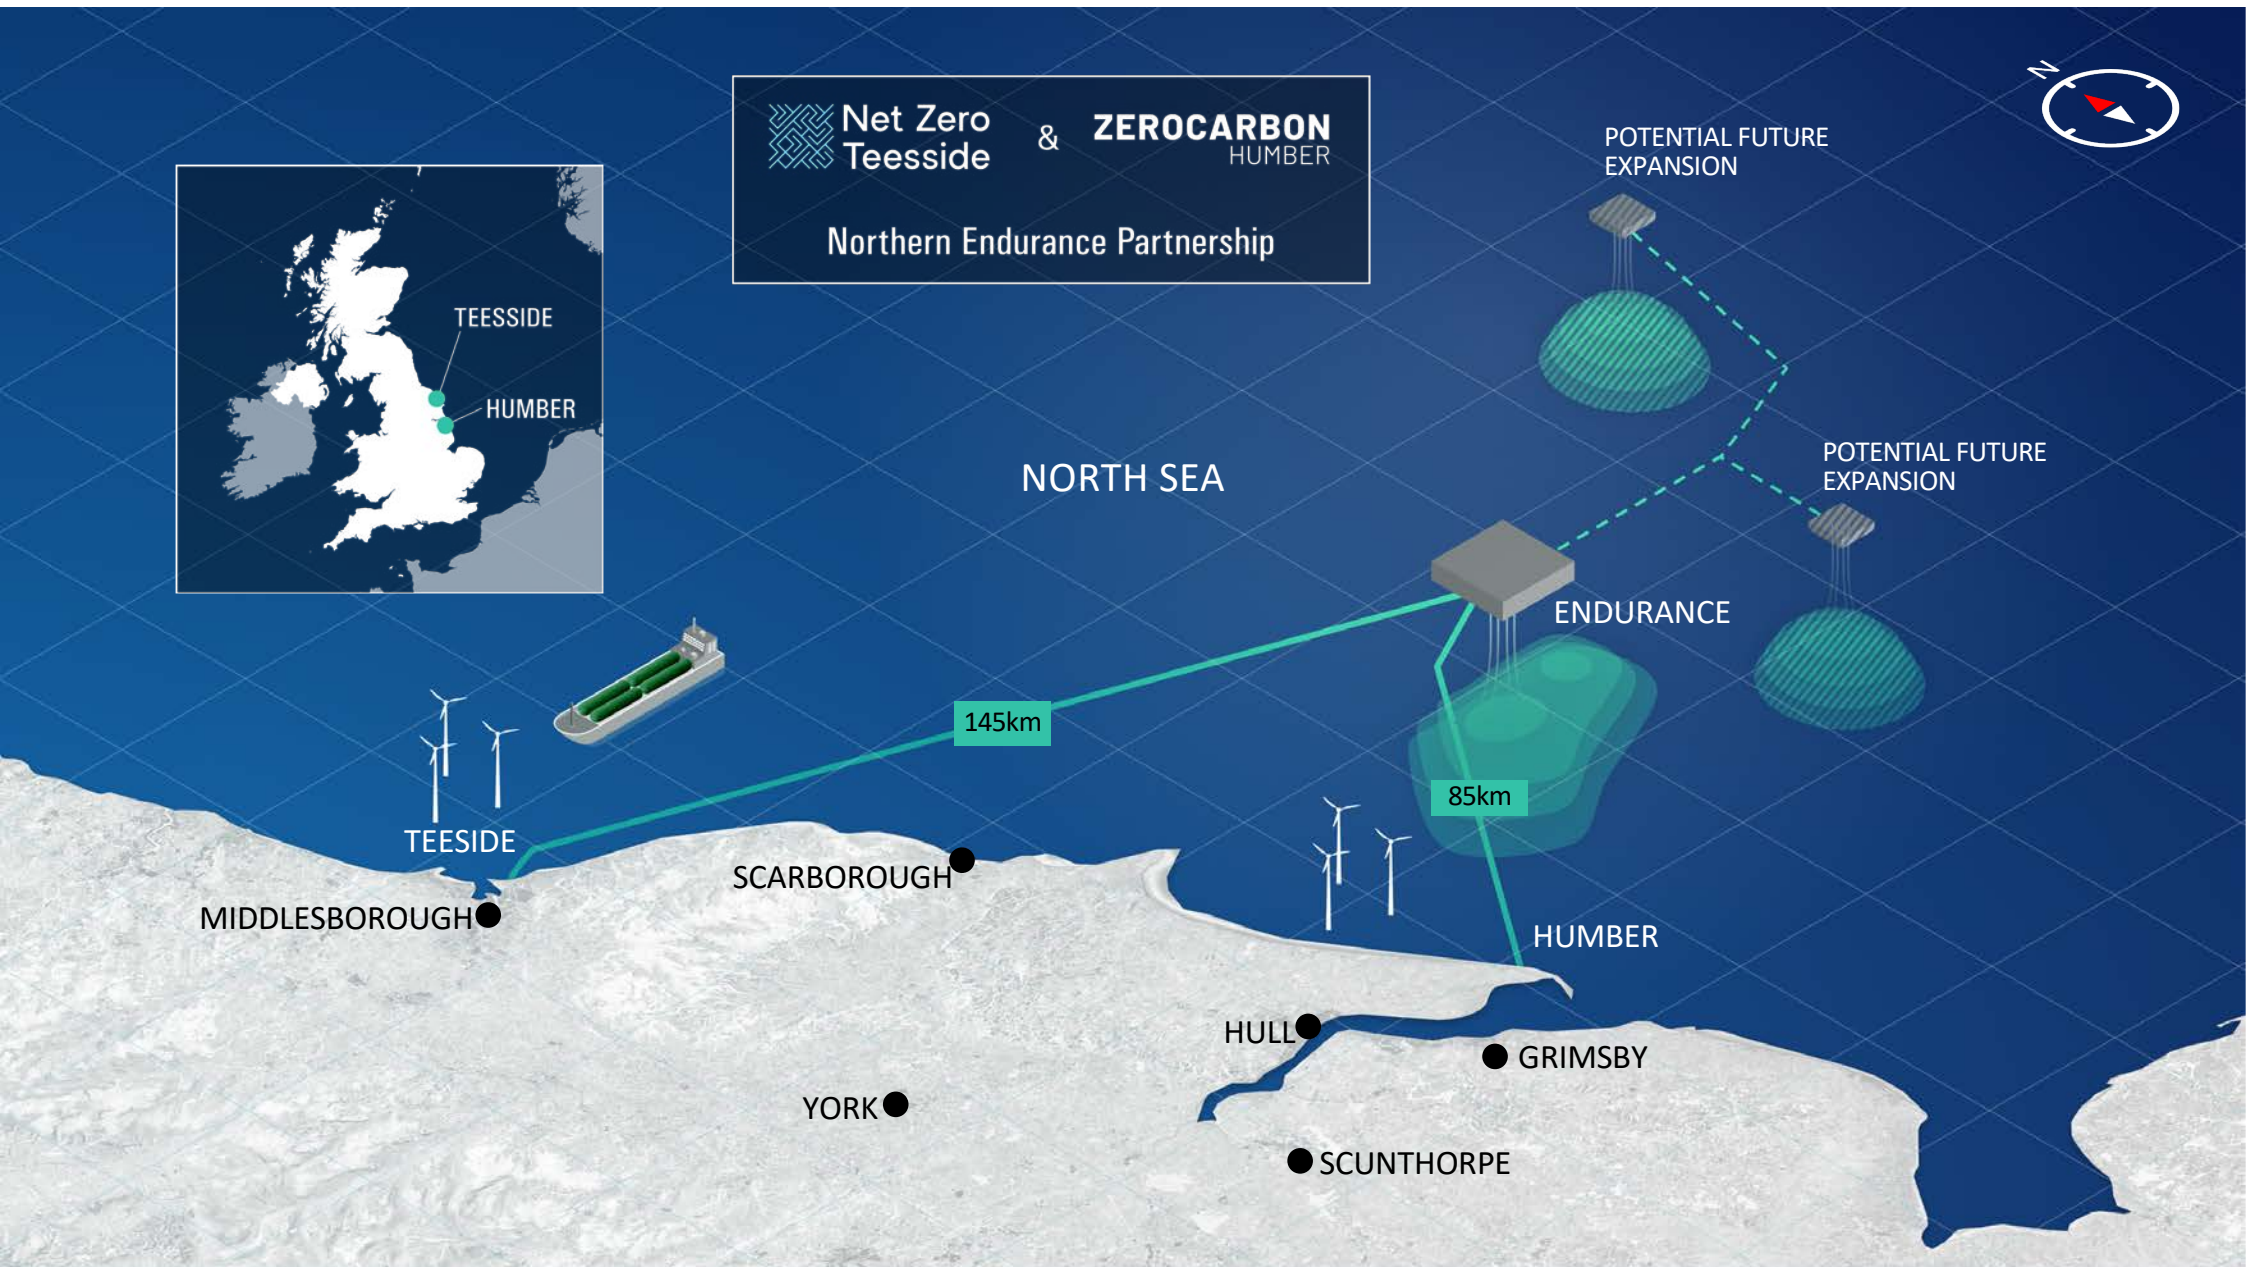 Net Zero
Teesside
&
ZEROCARBON
HUMBER
Northern Endurance Partnership
N
POTENTIAL FUTURE
EXPANSION
TEESSIDE
HUMBER
NORTH SEA
POTENTIAL FUTURE
EXPANSION
ENDURANCE
145km
85km
TEESIDE
SCARBOROUGH
MIDDLESBOROUGH
HUMBER
HULL
GRIMSBY
YORK
SCUNTHORPE